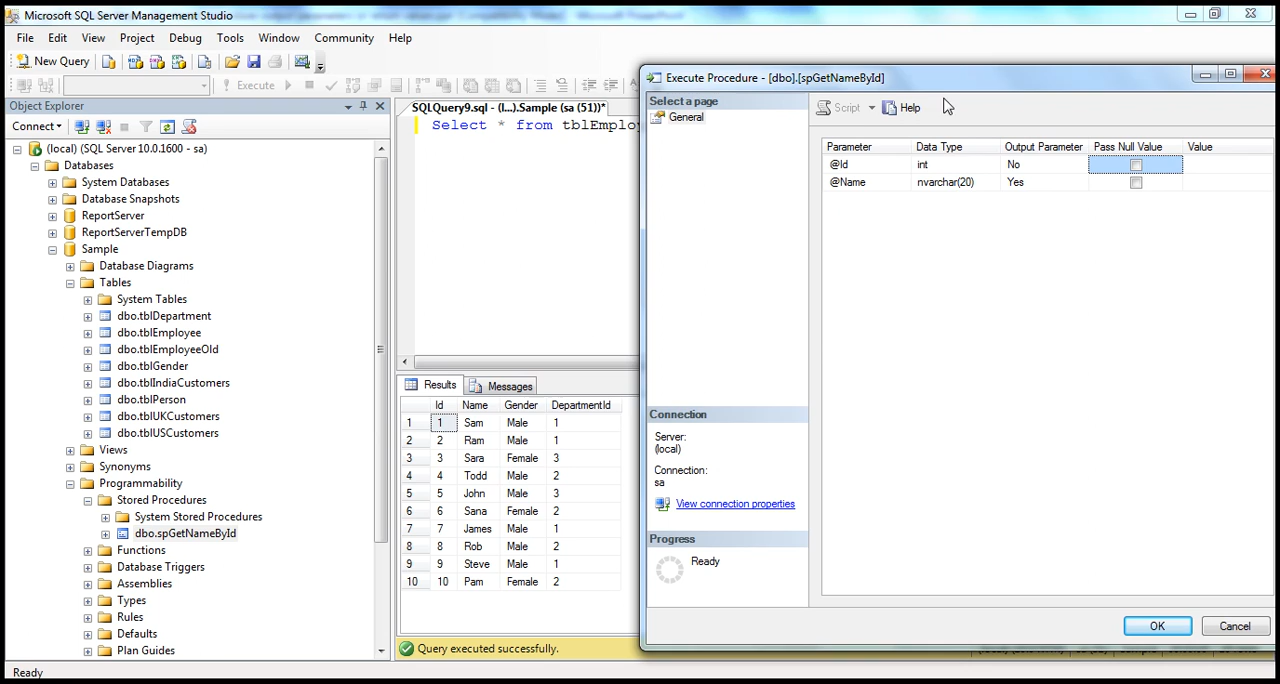 Microsoft SQL Server Management Studio
File Edit View Project Debug Tools Window Community Help
New Query
Execute
Object Explorer
Connect
(local) (SQL Server 10.0.1600 - sa)
Databases
System Databases
Database Snapshots
ReportServer
ReportServerTempDB
Sample
Database Diagrams
Tables
System Tables
dbo.tblDepartment
dbo.tblEmployee
dbo.tblEmployeeOld
dbo.tblGender
dbo.tblIndiaCustomers
dbo.tblPerson
dbo.tblUKCustomers
dbo.tblUSCustomers
Views
Synonyms
Programmability
Stored Procedures
System Stored Procedures
dbo.spGetNameById
Functions
Database Triggers
Assemblies
Types
Rules
Defaults
Plan Guides
Ready
SQLQuery9.sql - (l...).Sample (sa (51))*
Select * from tblEmplo
Results Messages
Id Name Gender DepartmentId
1 1 Sam Male 1
2 2 Ram Male 1
3 3 Sara Female 3
4 4 Todd Male 2
5 5 John Male 3
6 6 Sana Female 2
7 7 James Male 1
8 8 Rob Male 2
9 9 Steve Male 1
10 10 Pam Female 2
Query executed successfully.
Execute Procedure - [dbo].[spGetNameById]
Select a page
General
Script Help
Parameter Data Type Output Parameter Pass Null Value Value
@Id int No
@Name nvarchar(20) Yes
Connection
Server:
(local)
Connection:
sa
View connection properties
Progress
Ready
OK Cancel